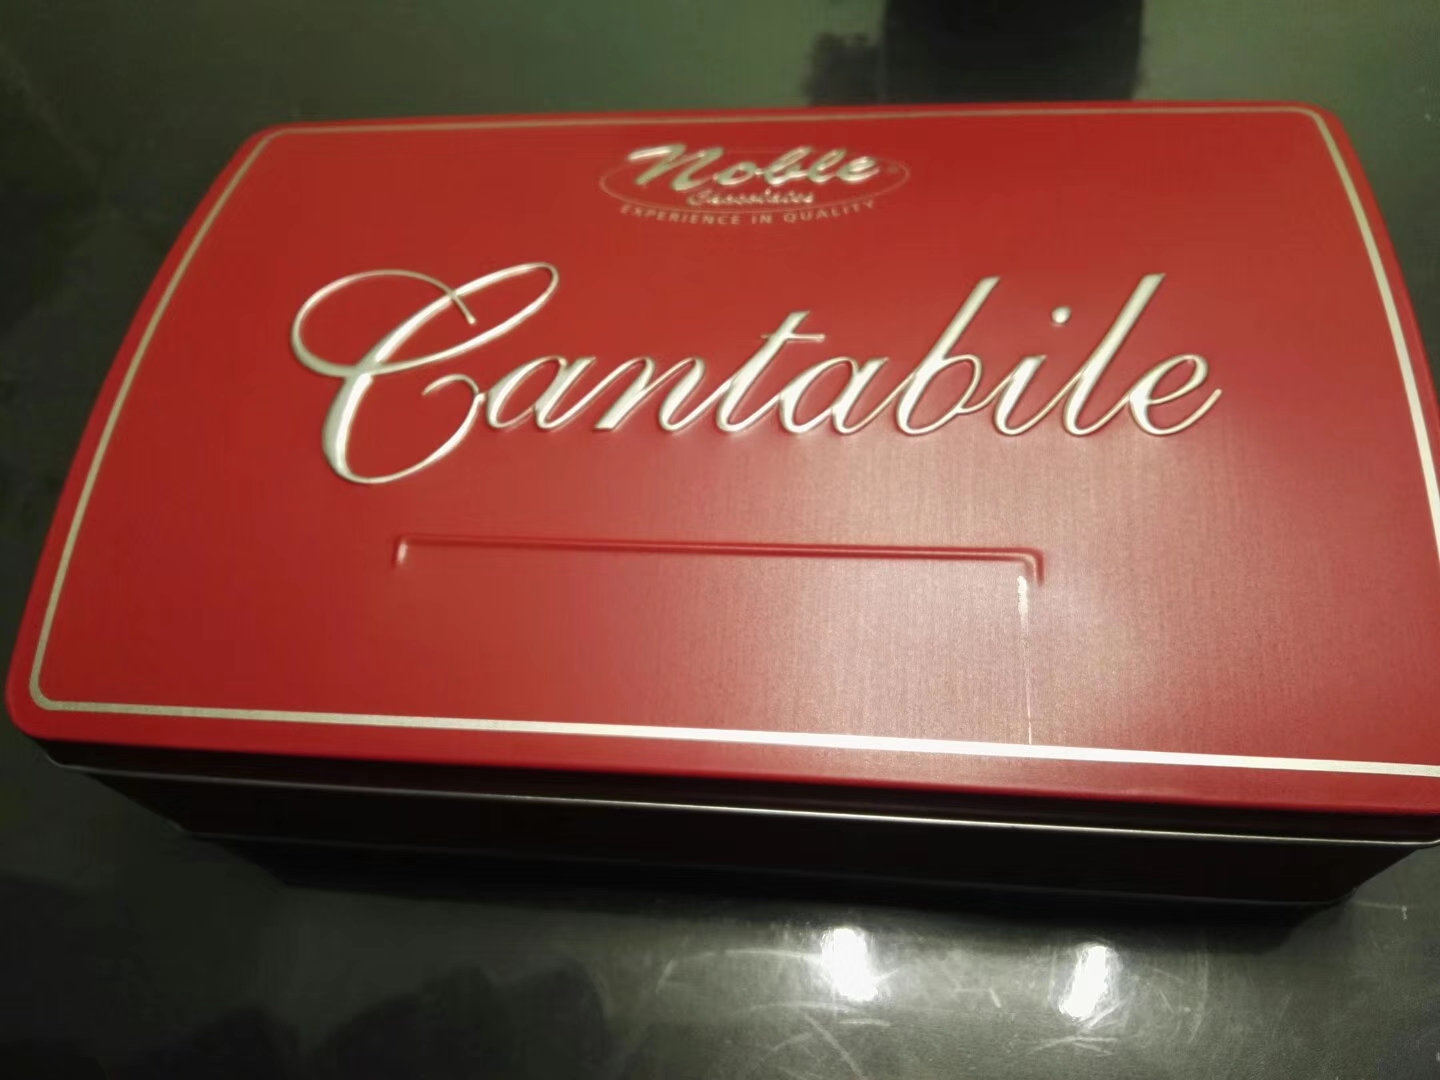 Noble
Chocolates
EXPERIENCE IN QUALITY
Cantabile